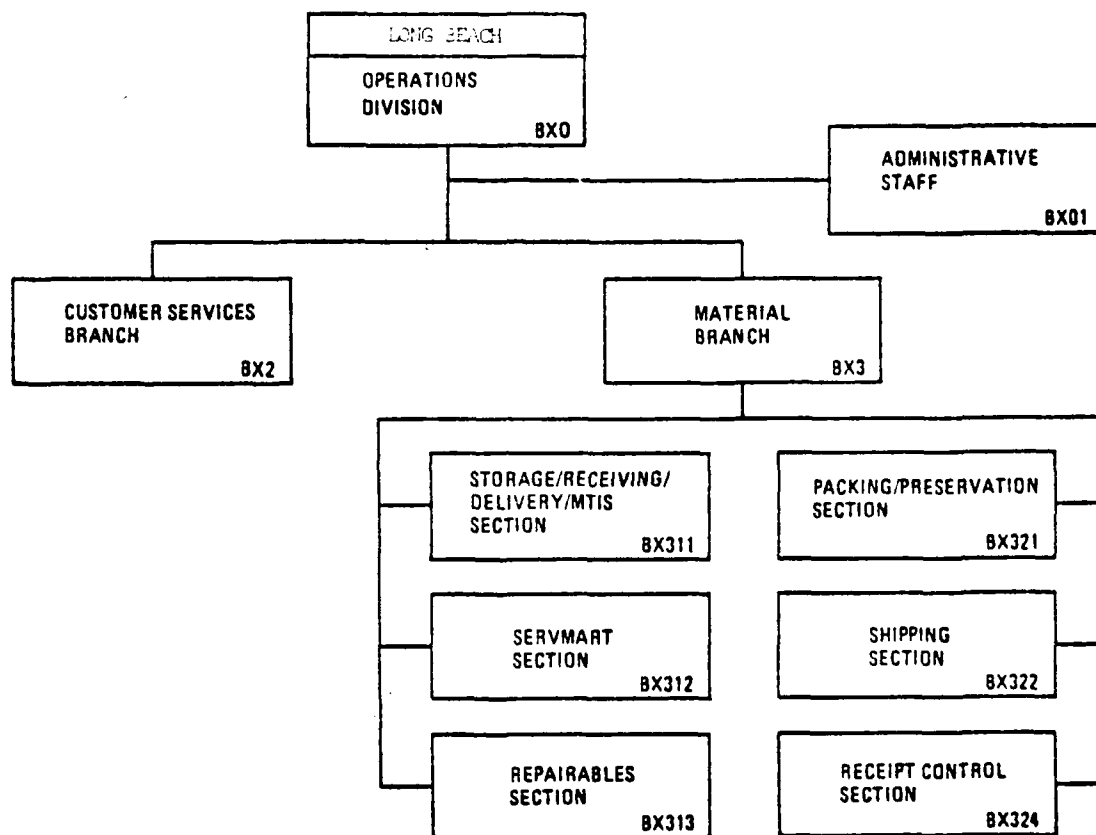 LONG BEACH
OPERATIONS
DIVISION
BX0
ADMINISTRATIVE
STAFF
BX01
CUSTOMER SERVICES
BRANCH
BX2
MATERIAL
BRANCH
BX3
STORAGE/RECEIVING/
DELIVERY/MTIS
SECTION
BX311
PACKING/PRESERVATION
SECTION
BX321
SERVMART
SECTION
BX312
SHIPPING
SECTION
BX322
REPAIRABLES
SECTION
BX313
RECEIPT CONTROL
SECTION
BX324